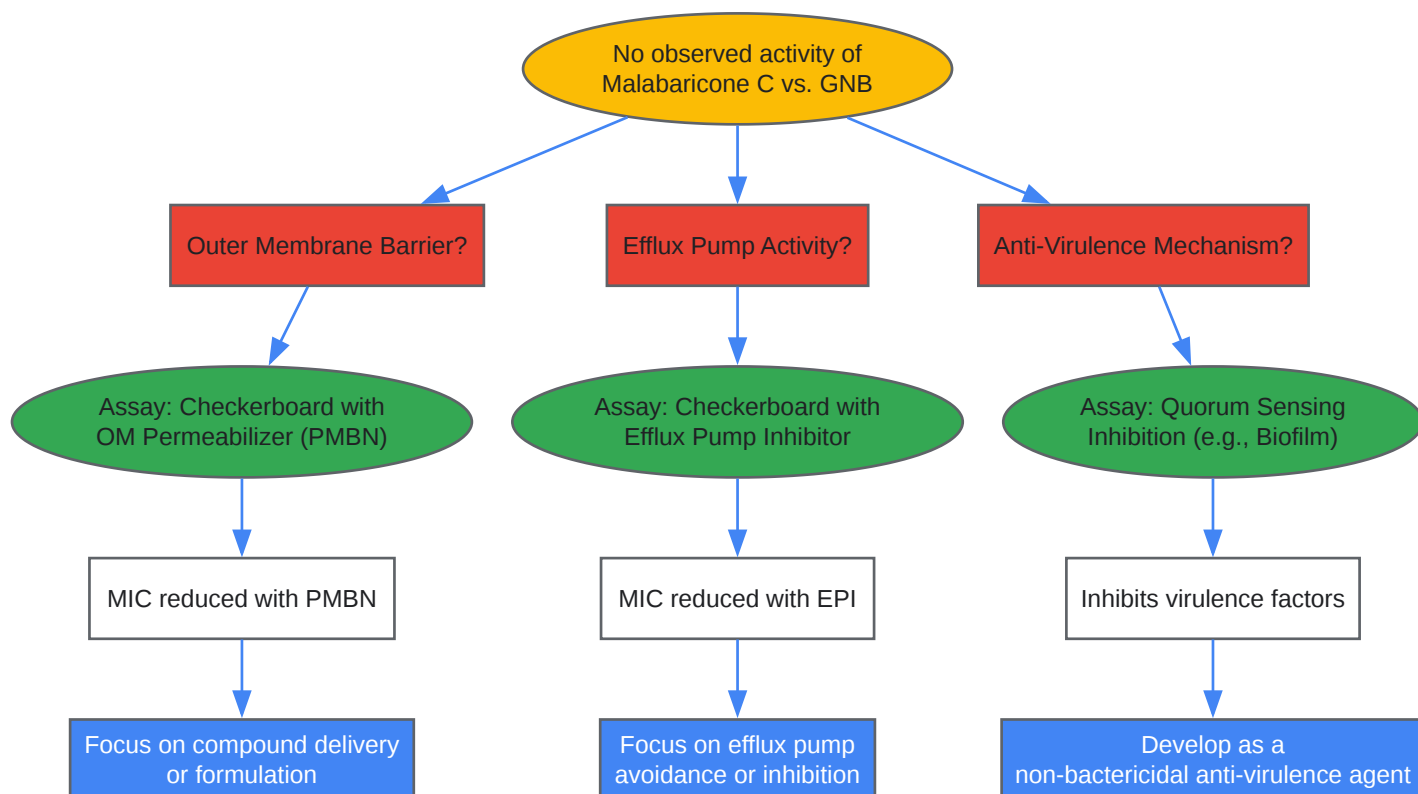 No observed activity of
Malabaricone C vs. GNB
Outer Membrane Barrier?
Efflux Pump Activity?
Anti-Virulence Mechanism?
Assay: Checkerboard with
OM Permeabilizer (PMBN)
Assay: Checkerboard with
Efflux Pump Inhibitor
Assay: Quorum Sensing
Inhibition (e.g., Biofilm)
MIC reduced with PMBN
MIC reduced with EPI
Inhibits virulence factors
Focus on compound delivery
or formulation
Focus on efflux pump
avoidance or inhibition
Develop as a
non-bactericidal anti-virulence agent